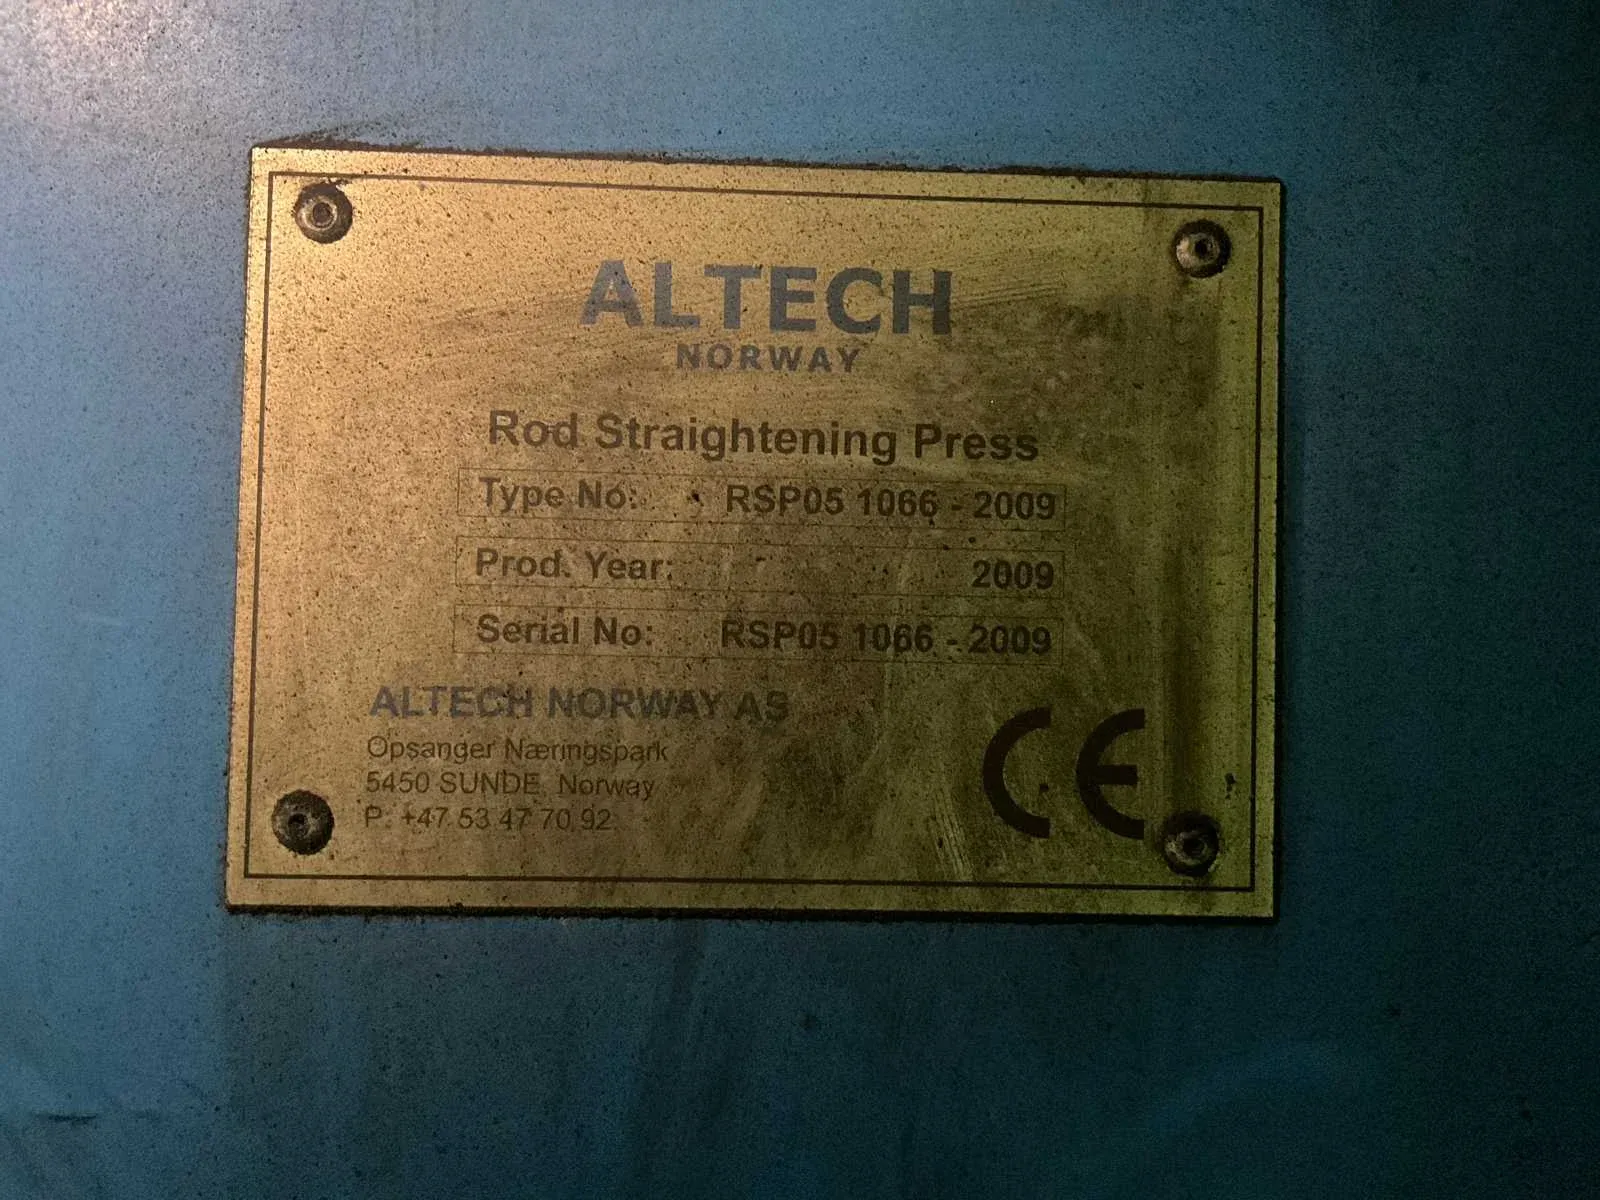 ALTECH
NORWAY
Rod Straightening Press
Type No: RSP05 1066 - 2009
Prod. Year: 2009
Serial No: RSP05 1066 - 2009
ALTECH NORWAY AS
Opsanger Næringspark
5450 SUNDE, Norway
P: +47 53 47 70 92
CE